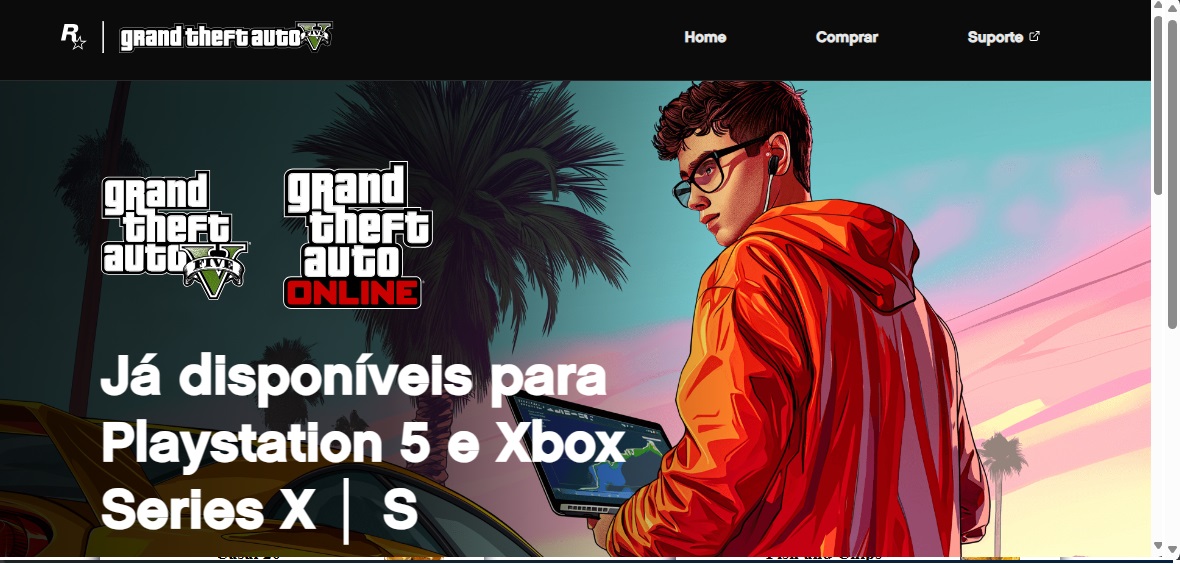 R
grand theft auto FIVE
Home
Comprar
Suporte
grand
theft
auto
FIVE
grand
theft
auto
ONLINE
Já disponíveis para
Playstation 5 e Xbox
Series X | S